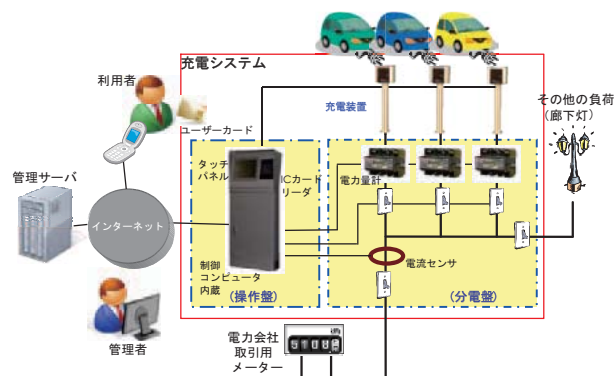 充電システム
利用者
ユーザーカード
充電装置
その他の負荷
(廊下灯)
タッチ
パネル
ICカード
リーダ
電力量計
管理サーバ
インターネット
制御
コンピュータ
内蔵
(操作盤)
電流センサ
(分電盤)
管理者
電力会社
取引用
メーター